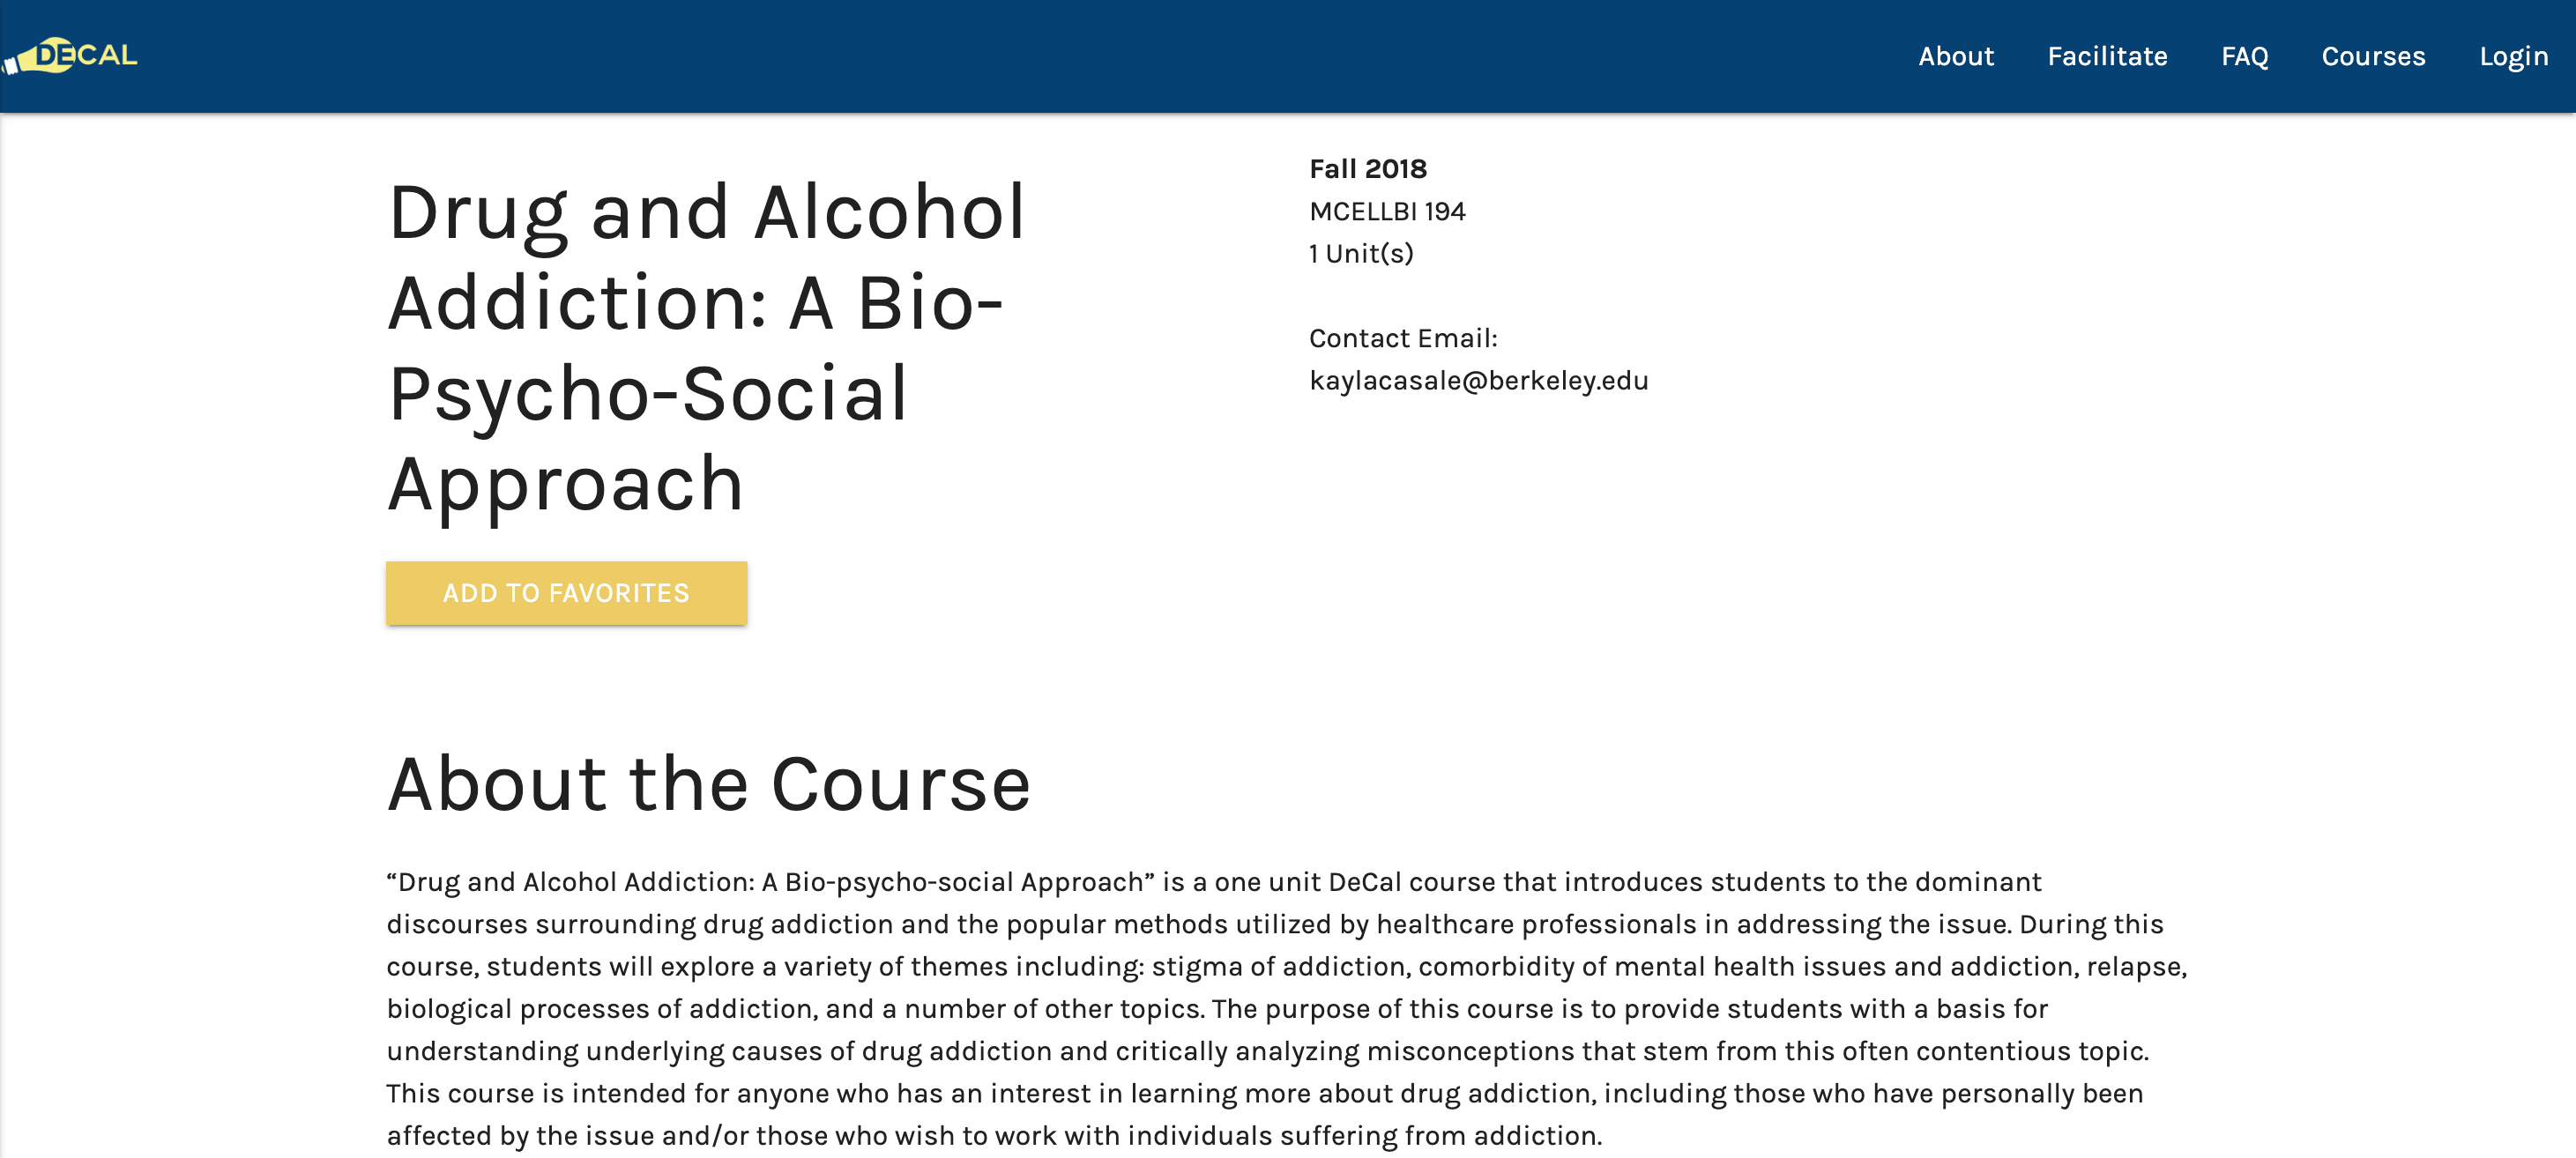 DECAL
About Facilitate FAQ Courses Login
Drug and Alcohol
Addiction: A Bio-
Psycho-Social
Approach
ADD TO FAVORITES
Fall 2018
MCELLBI 194
1 Unit(s)
Contact Email:
kaylacasale@berkeley.edu
About the Course
“Drug and Alcohol Addiction: A Bio-psycho-social Approach” is a one unit DeCal course that introduces students to the dominant
discourses surrounding drug addiction and the popular methods utilized by healthcare professionals in addressing the issue. During this
course, students will explore a variety of themes including: stigma of addiction, comorbidity of mental health issues and addiction, relapse,
biological processes of addiction, and a number of other topics. The purpose of this course is to provide students with a basis for
understanding underlying causes of drug addiction and critically analyzing misconceptions that stem from this often contentious topic.
This course is intended for anyone who has an interest in learning more about drug addiction, including those who have personally been
affected by the issue and/or those who wish to work with individuals suffering from addiction.